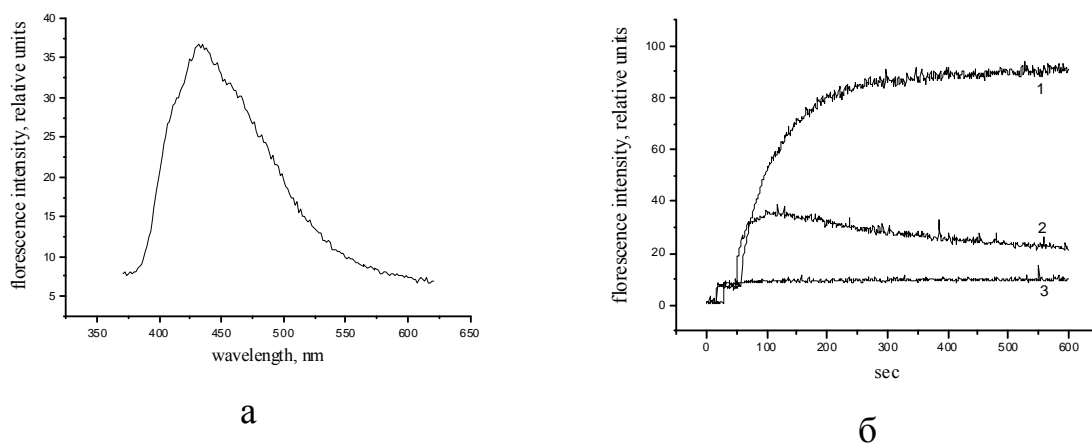 florescence intensity, relative units
40
35
30
25
20
15
10
5
350 400 450 500 550 600 650
wavelength, nm
а
florescence intensity, relative units
100
80
60
40
20
0
1
2
3
0 100 200 300 400 500 600
sec
б